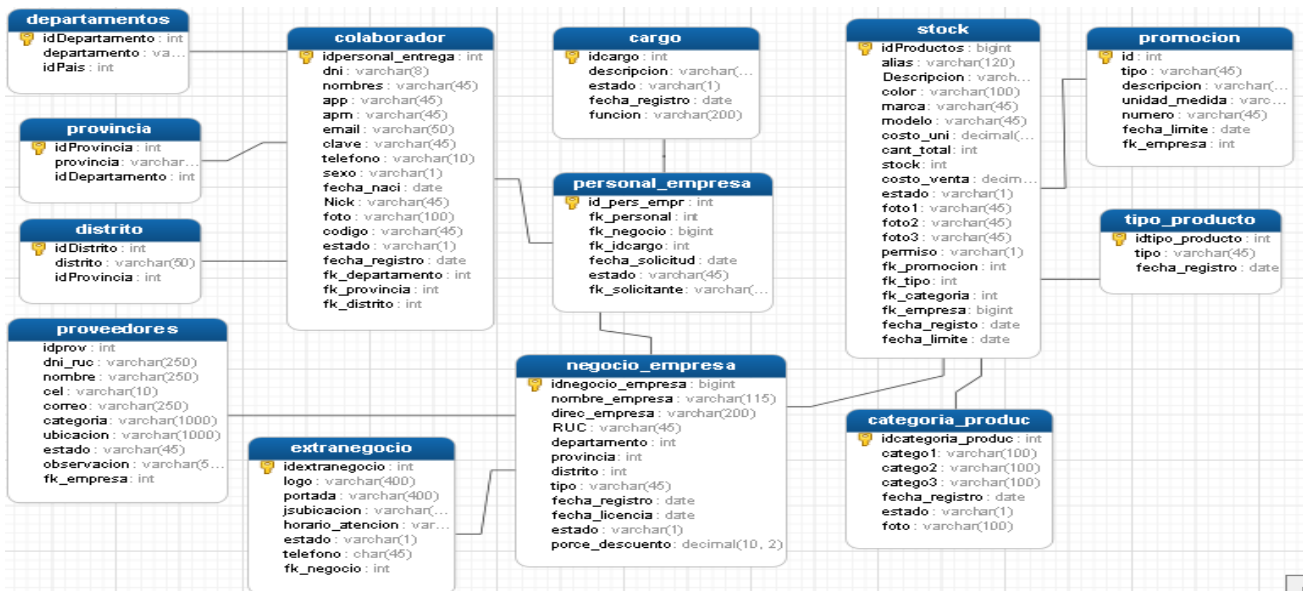 departamentos
idDepartamento : int
departamento : va...
idPais : int
provincia
idProvincia : int
provincia : varchar...
idDepartamento : int
distrito
idDistrito : int
distrito : varchar(50)
idProvincia : int
proveedores
idprov : int
dni_ruc : varchar(250)
nombre : varchar(250)
cel : varchar(10)
correo : varchar(250)
categoria : varchar(1000)
ubicacion : varchar(1000)
estado : varchar(45)
observacion : varchar(5...
fk_empresa : int
colaborador
idpersonal_entrega : int
dni : varchar(8)
nombres : varchar(45)
app : varchar(45)
apm : varchar(45)
email : varchar(50)
clave : varchar(45)
telefono : varchar(10)
sexo : varchar(1)
fecha_naci : date
Nick : varchar(45)
foto : varchar(100)
codigo : varchar(45)
estado : varchar(1)
fecha_registro : date
fk_departamento : int
fk_provincia : int
fk_distrito : int
extranegocio
idextranegocio : int
logo : varchar(400)
portada : varchar(400)
jsubicacion : varchar(...
horario_atencion : var...
estado : varchar(1)
telefono : char(45)
fk_negocio : int
cargo
idcargo : int
descripcion : varchar(...
estado : varchar(1)
fecha_registro : date
funcion : varchar(200)
personal_empresa
id_pers_empr : int
fk_personal : int
fk_negocio : bigint
fk_idcargo : int
fecha_solicitud : date
estado : varchar(45)
fk_solicitante : varchar(...
negocio_empresa
idnegocio_empresa : bigint
nombre_empresa : varchar(115)
direc_empresa : varchar(200)
RUC : varchar(45)
departamento : int
provincia : int
distrito : int
tipo : varchar(45)
fecha_registro : date
fecha_licencia : date
estado : varchar(1)
porce_descuento : decimal(10, 2)
stock
idProductos : bigint
alias : varchar(120)
Descripcion : varch...
color : varchar(100)
marca : varchar(45)
modelo : varchar(45)
costo_uni : decimal(...
cant_total : int
stock : int
costo_venta : decim...
estado : varchar(1)
foto1 : varchar(45)
foto2 : varchar(45)
foto3 : varchar(45)
permiso : varchar(1)
fk_promocion : int
fk_tipo : int
fk_categoria : int
fk_empresa : bigint
fecha_registo : date
fecha_limite : date
categoria_produc
idcategoria_produc : int
catego1 : varchar(100)
catego2 : varchar(100)
catego3 : varchar(100)
fecha_registro : date
estado : varchar(1)
foto : varchar(100)
promocion
id : int
tipo : varchar(45)
descripcion : varchar(...
unidad_medida : varc...
numero : varchar(45)
fecha_limite : date
fk_empresa : int
tipo_producto
idtipo_producto : int
tipo : varchar(45)
fecha_registro : date